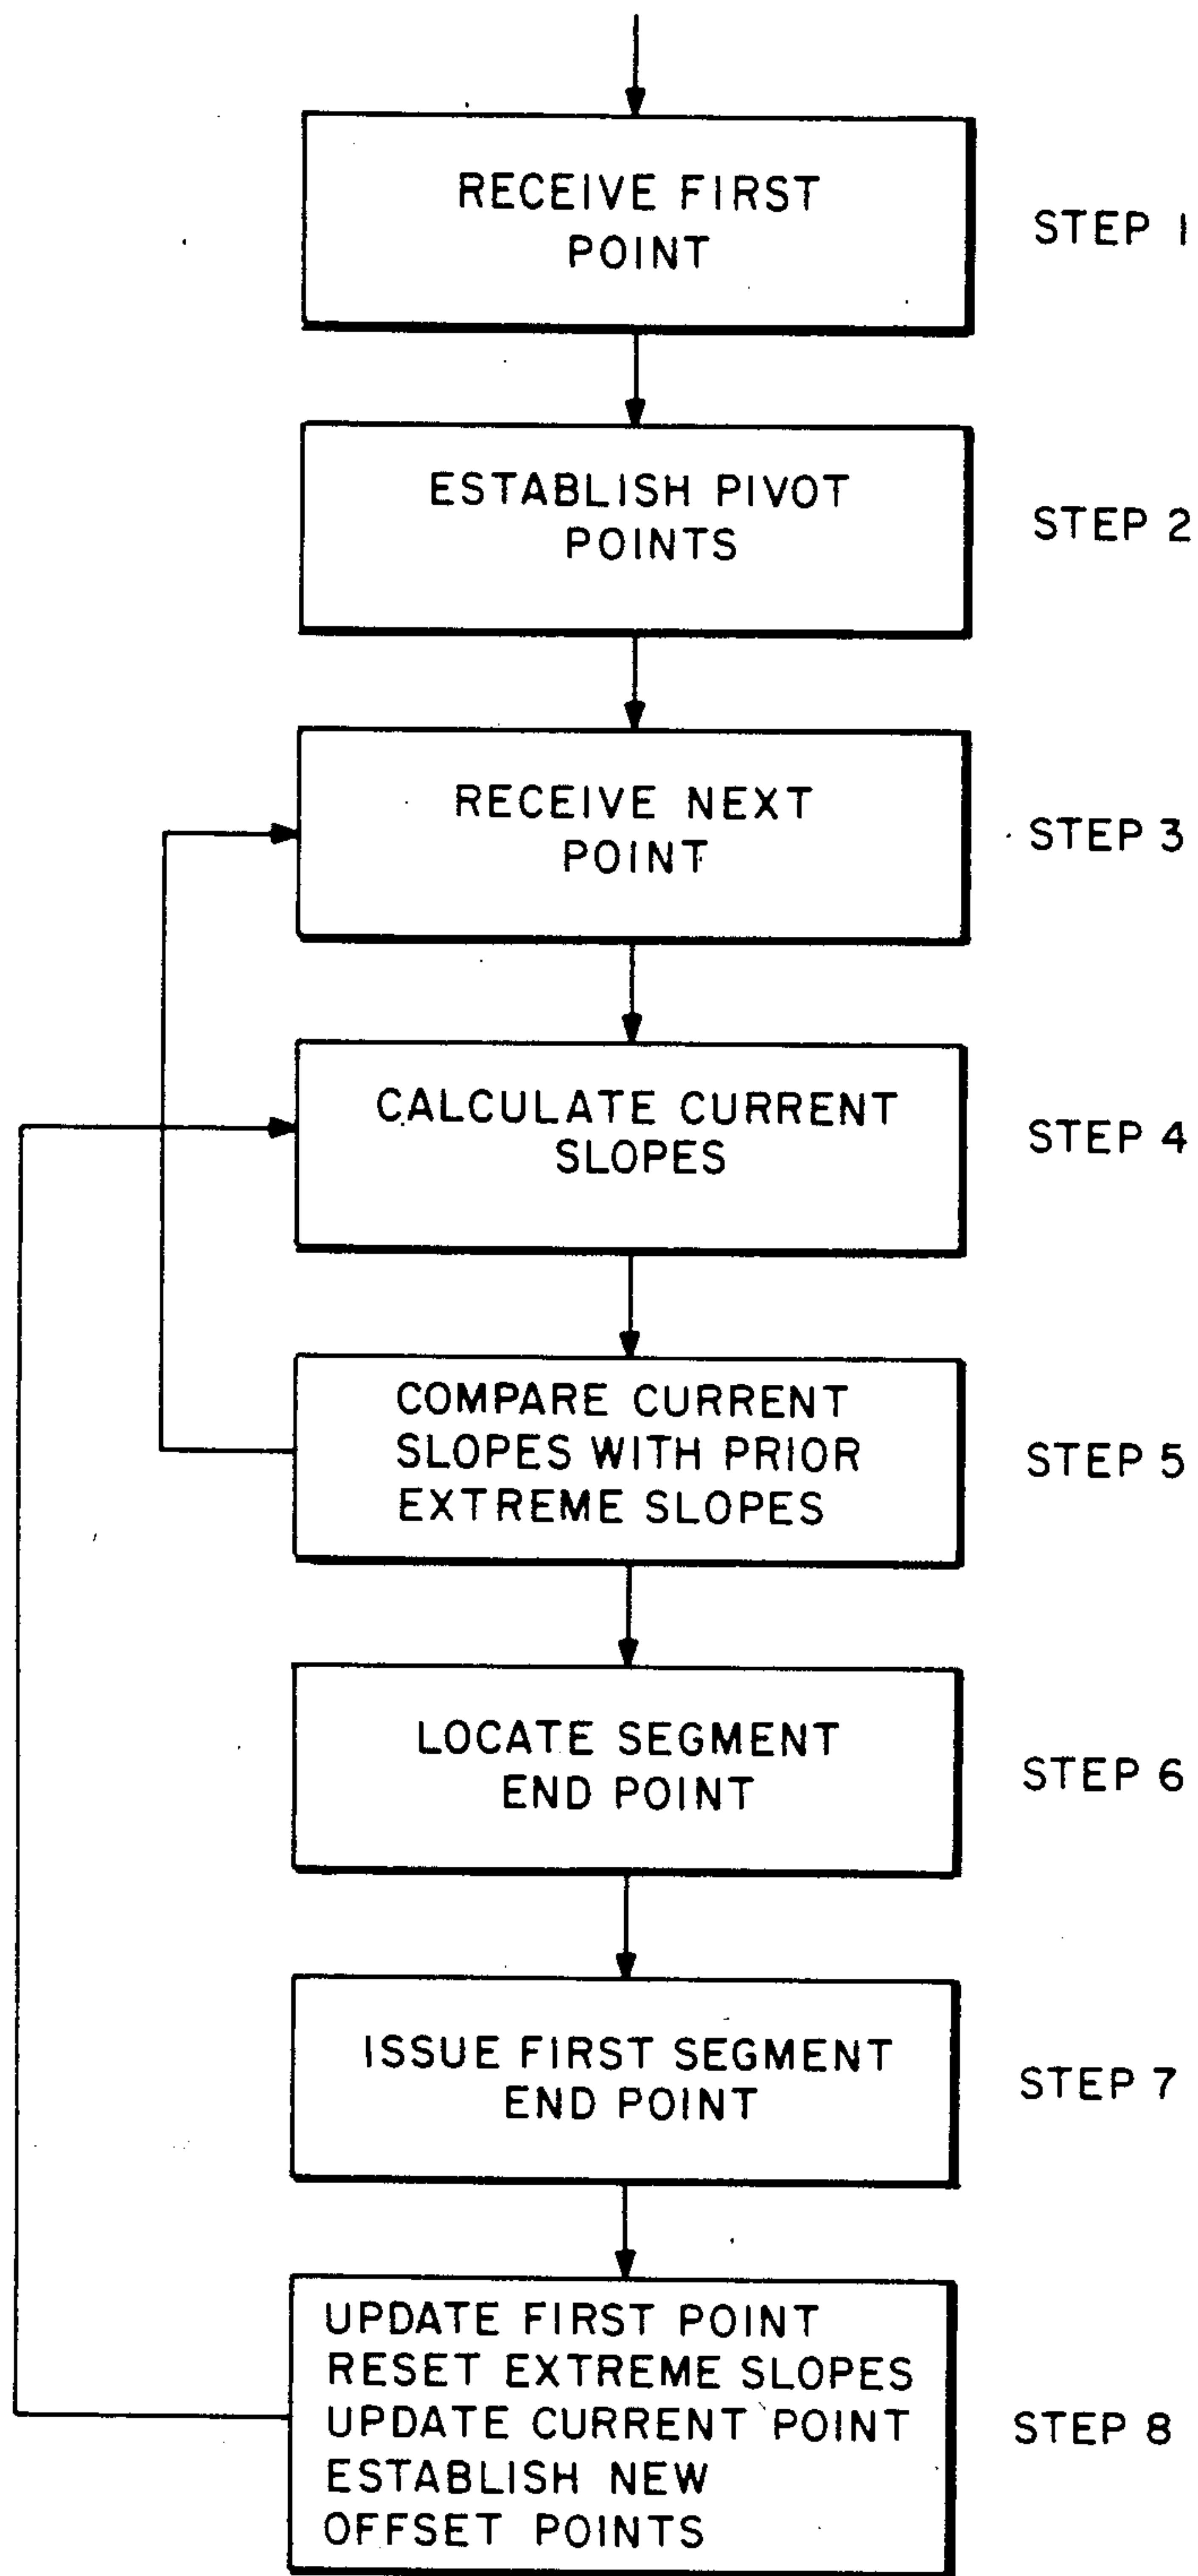 RECEIVE FIRST
POINT
STEP 1
ESTABLISH PIVOT
POINTS
STEP 2
RECEIVE NEXT
POINT
STEP 3
CALCULATE CURRENT
SLOPES
STEP 4
COMPARE CURRENT
SLOPES WITH PRIOR
EXTREME SLOPES
STEP 5
LOCATE SEGMENT
END POINT
STEP 6
ISSUE FIRST SEGMENT
END POINT
STEP 7
UPDATE FIRST POINT
RESET EXTREME SLOPES
UPDATE CURRENT POINT
ESTABLISH NEW
OFFSET POINTS
STEP 8